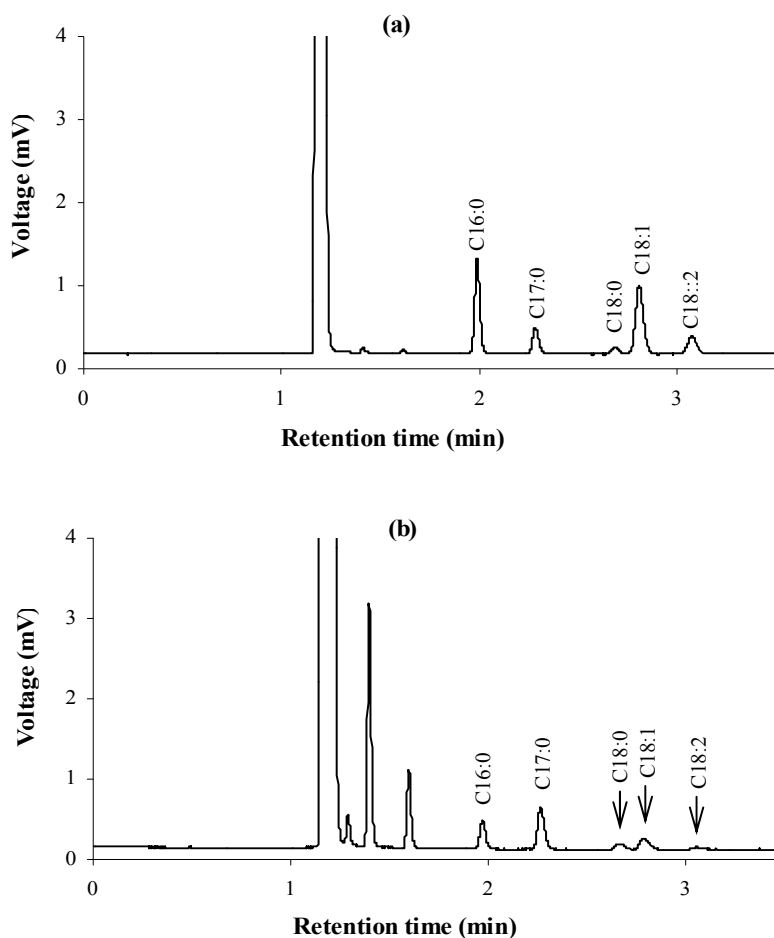 (a)
Voltage (mV)
4
3
2
1
0
C16:0
C17:0
C18:0
C18:1
C18::2
0 1 2 3
Retention time (min)
(b)
Voltage (mV)
4
3
2
1
0
C16:0
C17:0
C18:0
C18:1
C18:2
0 1 2 3
Retention time (min)